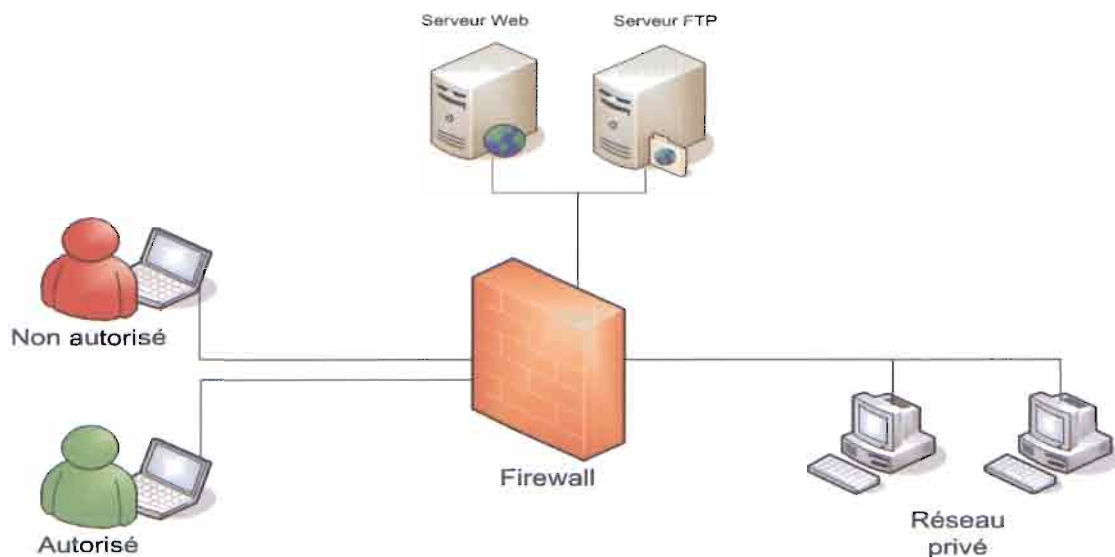 Serveur Web
Serveur FTP
Non autorisé
Autorisé
Firewall
Réseau
privé